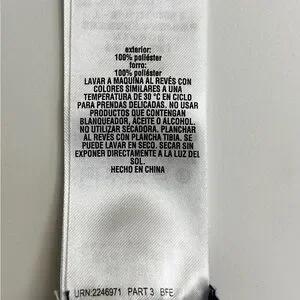 exterior:
100% poliéster
forro:
100% poliéster
LAVAR A MAQUINA AL REVÉS CON
COLORES SIMILARES A UNA
TEMPERATURA DE 30 °C EN CICLO
PARA PRENDAS DELICADAS. NO USAR
PRODUCTOS QUE CONTENGAN
BLANQUEADOR, ACEITE O ALCOHOL.
NO UTILIZAR SECADORA. PLANCHAR
AL REVÉS CON PLANCHA TIBIA. SE
PUEDE LAVAR EN SECO. SECAR SIN
EXPONER DIRECTAMENTE A LA LUZ DEL
SOL.
HECHO EN CHINA
URN:2246971 PART 3 BFE